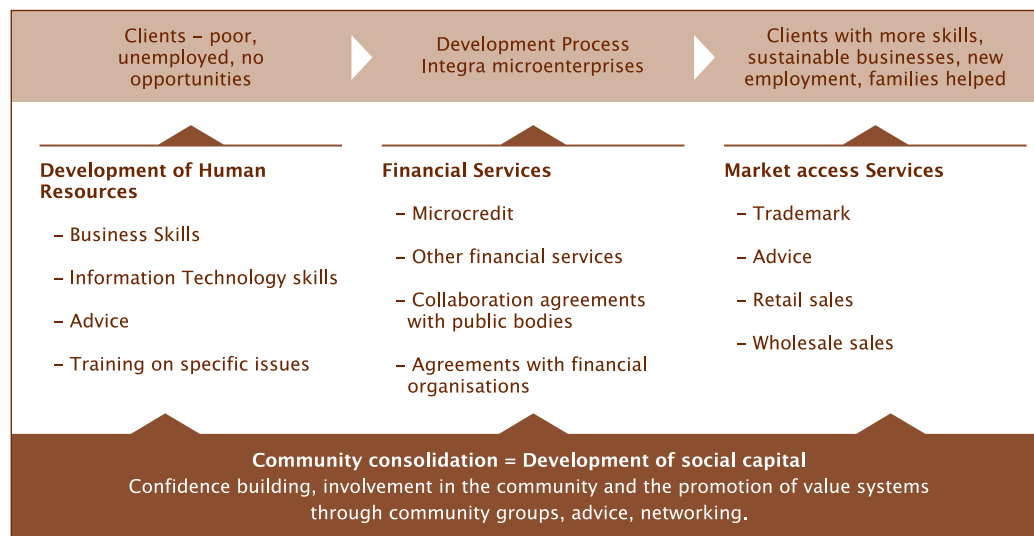 Clients – poor,
unemployed, no
opportunities
Development Process
Integra microenterprises
Clients with more skills,
sustainable businesses, new
employment, families helped
Development of Human
Resources
– Business Skills
– Information Technology skills
– Advice
– Training on specific issues
Financial Services
– Microcredit
– Other financial services
– Collaboration agreements
with public bodies
– Agreements with financial
organisations
Market access Services
– Trademark
– Advice
– Retail sales
– Wholesale sales
Community consolidation = Development of social capital
Confidence building, involvement in the community and the promotion of value systems
through community groups, advice, networking.